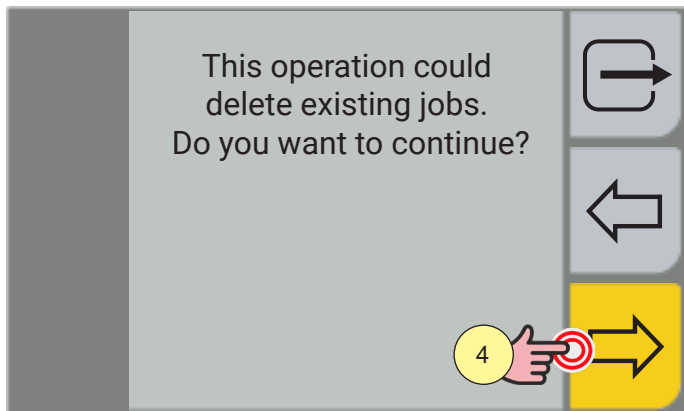 This operation could
delete existing jobs.
Do you want to continue?
4